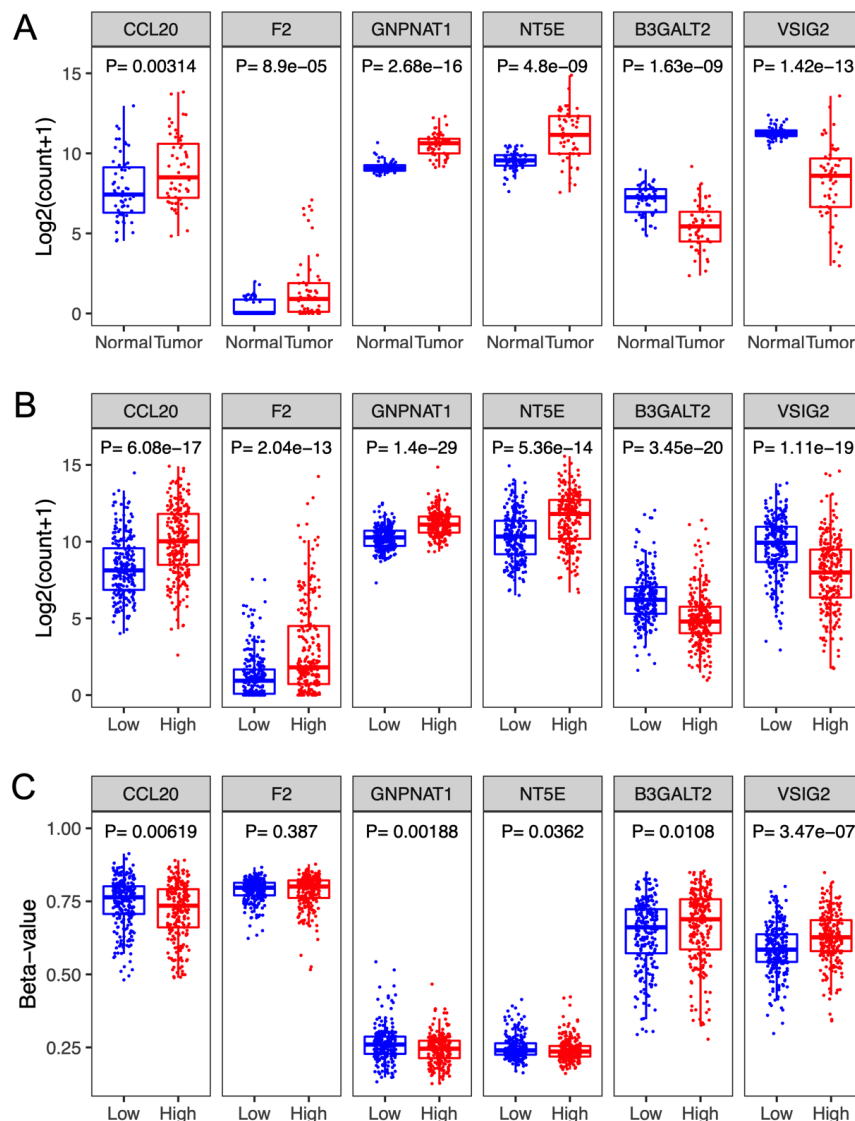 A
CCL20 F2 GNPNAT1 NT5E B3GALT2 VSIG2
P= 0.00314 P= 8.9e−05 P= 2.68e−16 P= 4.8e−09 P= 1.63e−09 P= 1.42e−13
Log2(count+1)
15
10
5
0
Normal Tumor Normal Tumor Normal Tumor Normal Tumor Normal Tumor Normal Tumor
B
CCL20 F2 GNPNAT1 NT5E B3GALT2 VSIG2
P= 6.08e−17 P= 2.04e−13 P= 1.4e−29 P= 5.36e−14 P= 3.45e−20 P= 1.11e−19
Log2(count+1)
15
10
5
0
Low High Low High Low High Low High Low High Low High
C
CCL20 F2 GNPNAT1 NT5E B3GALT2 VSIG2
P= 0.00619 P= 0.387 P= 0.00188 P= 0.0362 P= 0.0108 P= 3.47e−07
Beta−value
1.00
0.75
0.50
0.25
Low High Low High Low High Low High Low High Low High